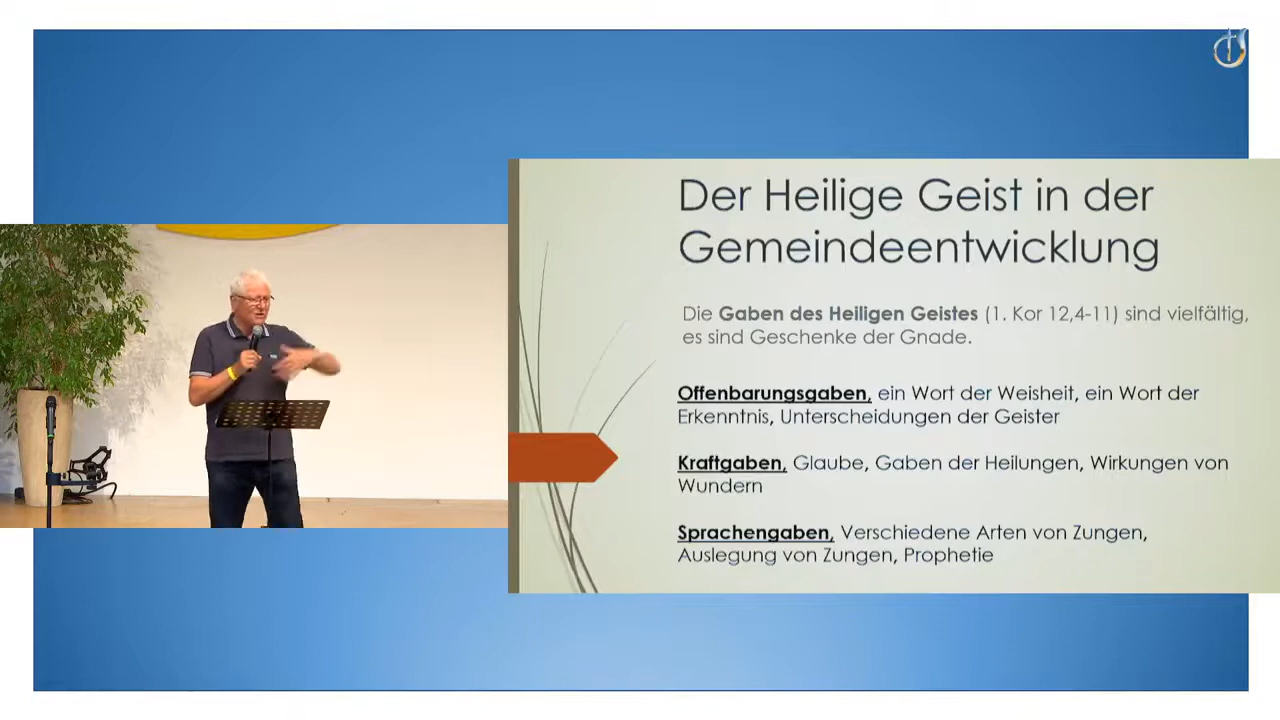 Der Heilige Geist in der
Gemeindeentwicklung
Die Gaben des Heiligen Geistes (1. Kor 12,4-11) sind vielfältig,
es sind Geschenke der Gnade.
Offenbarungsgaben, ein Wort der Weisheit, ein Wort der
Erkenntnis, Unterscheidungen der Geister
Kraftgaben, Glaube, Gaben der Heilungen, Wirkungen von
Wundern
Sprachengaben, Verschiedene Arten von Zungen,
Auslegung von Zungen, Prophetie